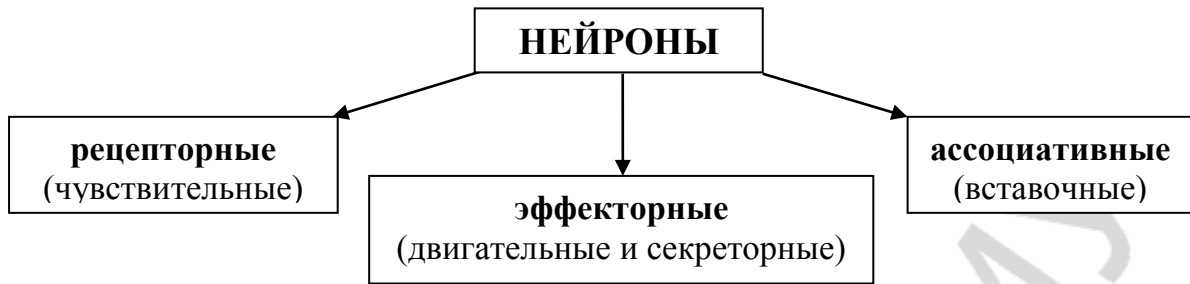 НЕЙРОНЫ
рецепторные
(чувствительные)
эффекторные
(двигательные и секреторные)
ассоциативные
(вставочные)